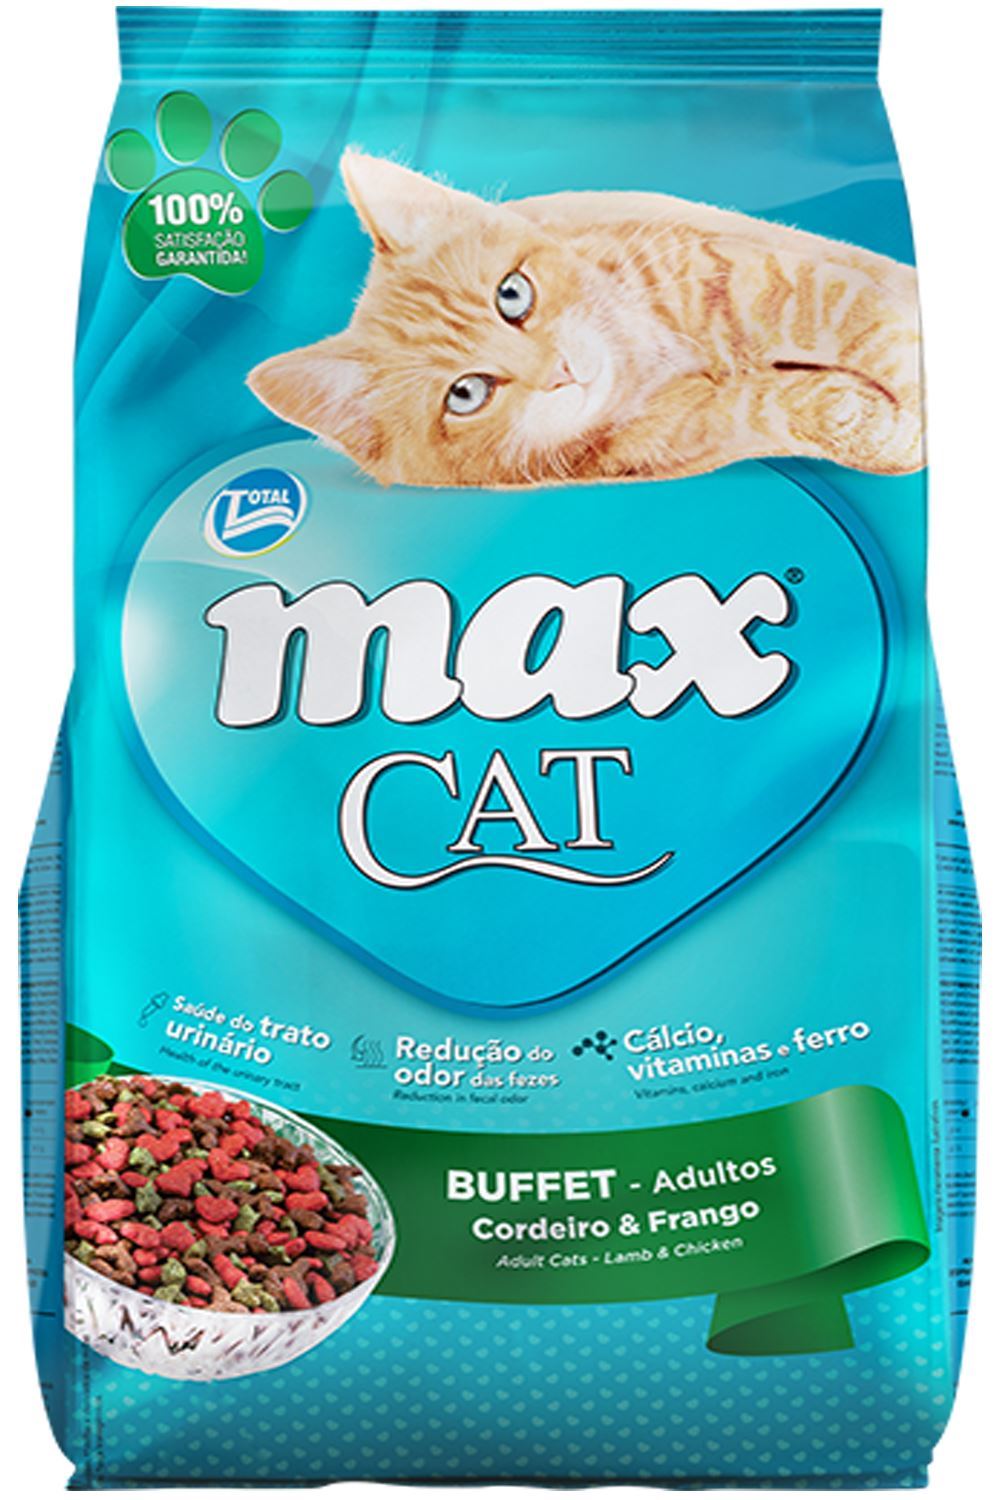 100%
SATISFAÇÃO
GARANTIDA!
TOTAL
max®
CAT
Saúde do trato
urinário
Health of the urinary tract
Redução do
odor das fezes
Reduction in fecal odor
Cálcio,
vitaminas e ferro
Vitamins, calcium and iron
BUFFET - Adultos
Cordeiro & Frango
Adult Cats - Lamb & Chicken